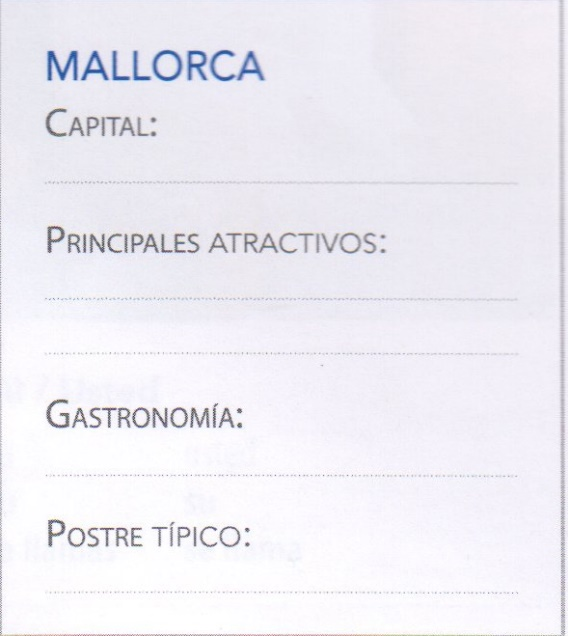 MALLORCA
CAPITAL:
PRINCIPALES ATRACTIVOS:
GASTRONOMÍA:
POSTRE TÍPICO: